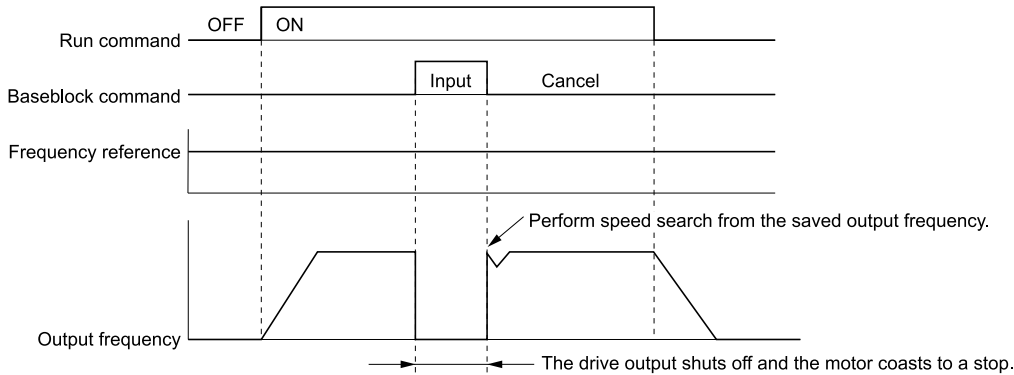 OFF ON
Run command
Input Cancel
Baseblock command
Frequency reference
Perform speed search from the saved output frequency.
Output frequency
The drive output shuts off and the motor coasts to a stop.